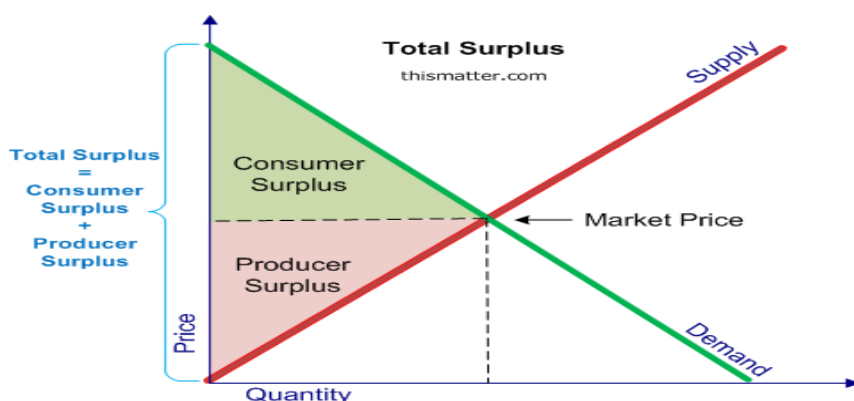 Total Surplus
thismatter.com
Supply
Total Surplus
=
Consumer
Surplus
+
Producer
Surplus
Consumer
Surplus
Market Price
Producer
Surplus
Price
Demand
Quantity